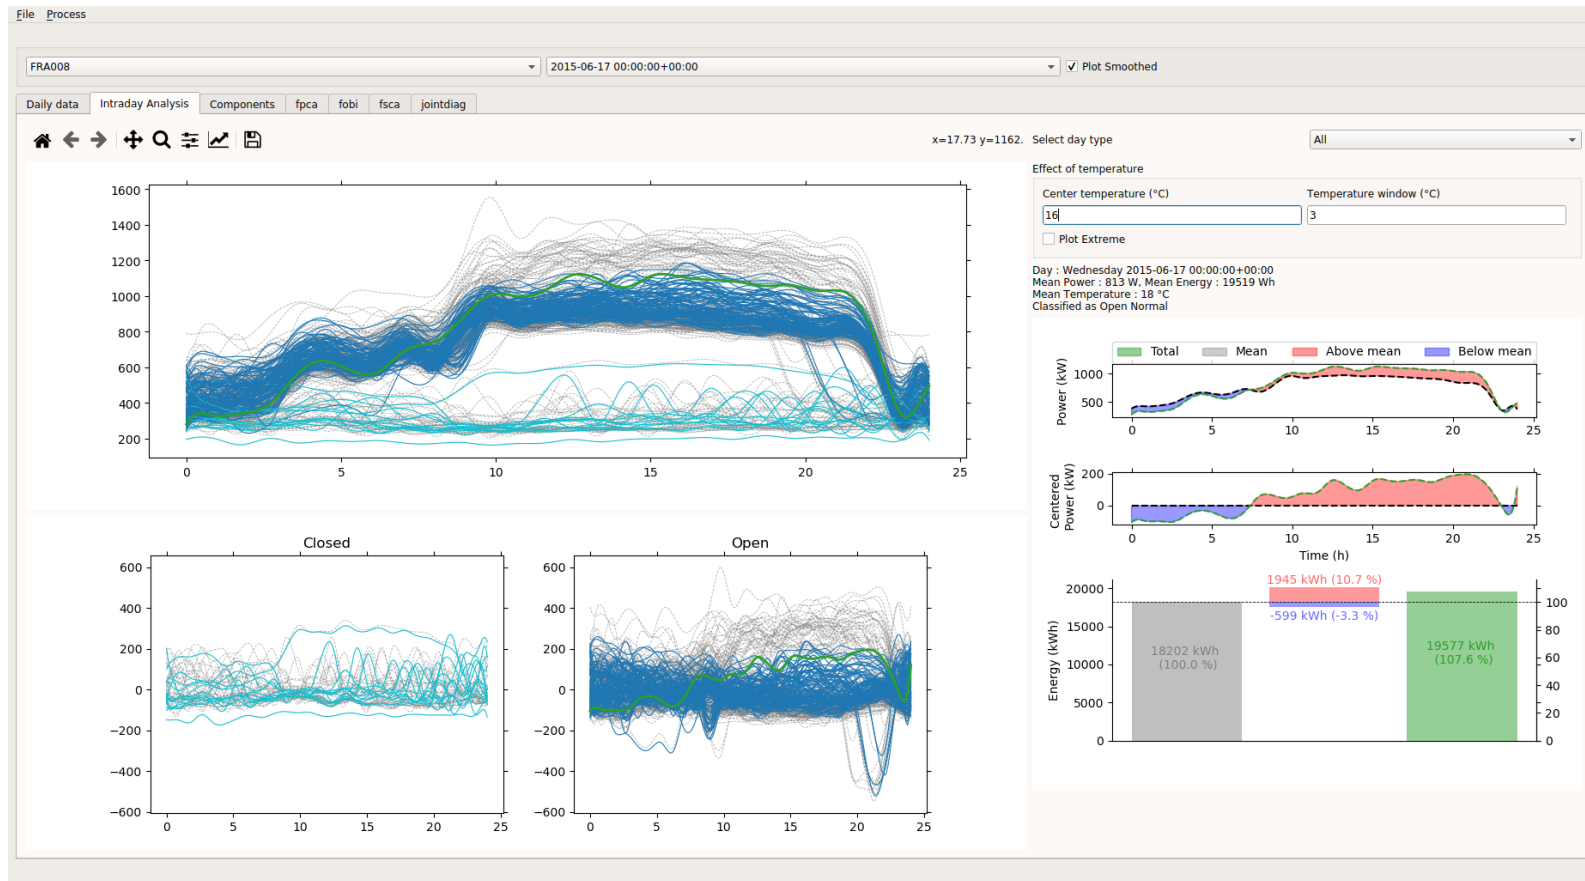 File Process
FRA008 2015-06-17 00:00:00+00:00 Plot Smoothed
Daily data Intraday Analysis Components fpca fobi fsca jointdiag
x=17.73 y=1162. Select day type All
Effect of temperature
Center temperature (°C) Temperature window (°C)
16 3
Plot Extreme
Day : Wednesday 2015-06-17 00:00:00+00:00
Mean Power : 813 W, Mean Energy : 19519 Wh
Mean Temperature : 18 °C
Classified as Open Normal
1600
1400
1200
1000
800
600
400
200
0 5 10 15 20 25
Closed
600
400
200
0
−200
−400
−600
0 5 10 15 20 25
Open
600
400
200
0
−200
−400
−600
0 5 10 15 20 25
Total Mean Above mean Below mean
Power (kW)
1000
500
0 5 10 15 20 25
Centered
Power (kW)
200
0
0 5 10 15 20 25
Time (h)
Energy (kWh)
20000
15000
10000
5000
0
1945 kWh (10.7 %)
-599 kWh (-3.3 %)
18202 kWh
(100.0 %)
19577 kWh
(107.6 %)
100
80
60
40
20
0